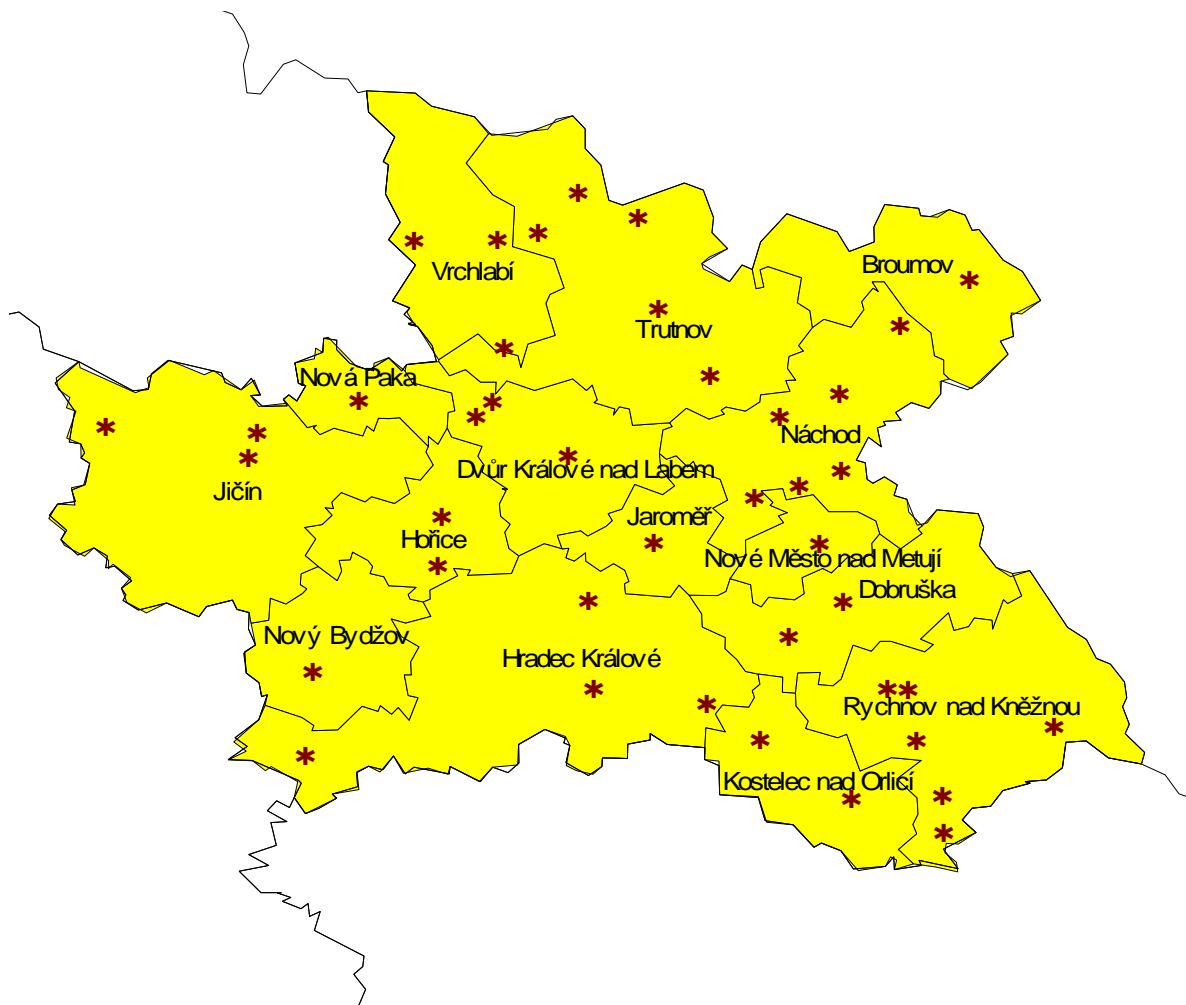 Broumov
Vrchlabí
Trutnov
Nová Paka
Náchod
Dvůr Králové nad Labem
Jičín
Jaroměř
Hořice
Nové Město nad Metují
Dobruška
Nový Bydžov
Hradec Králové
Rychnov nad Kněžnou
Kostelec nad Orlicí